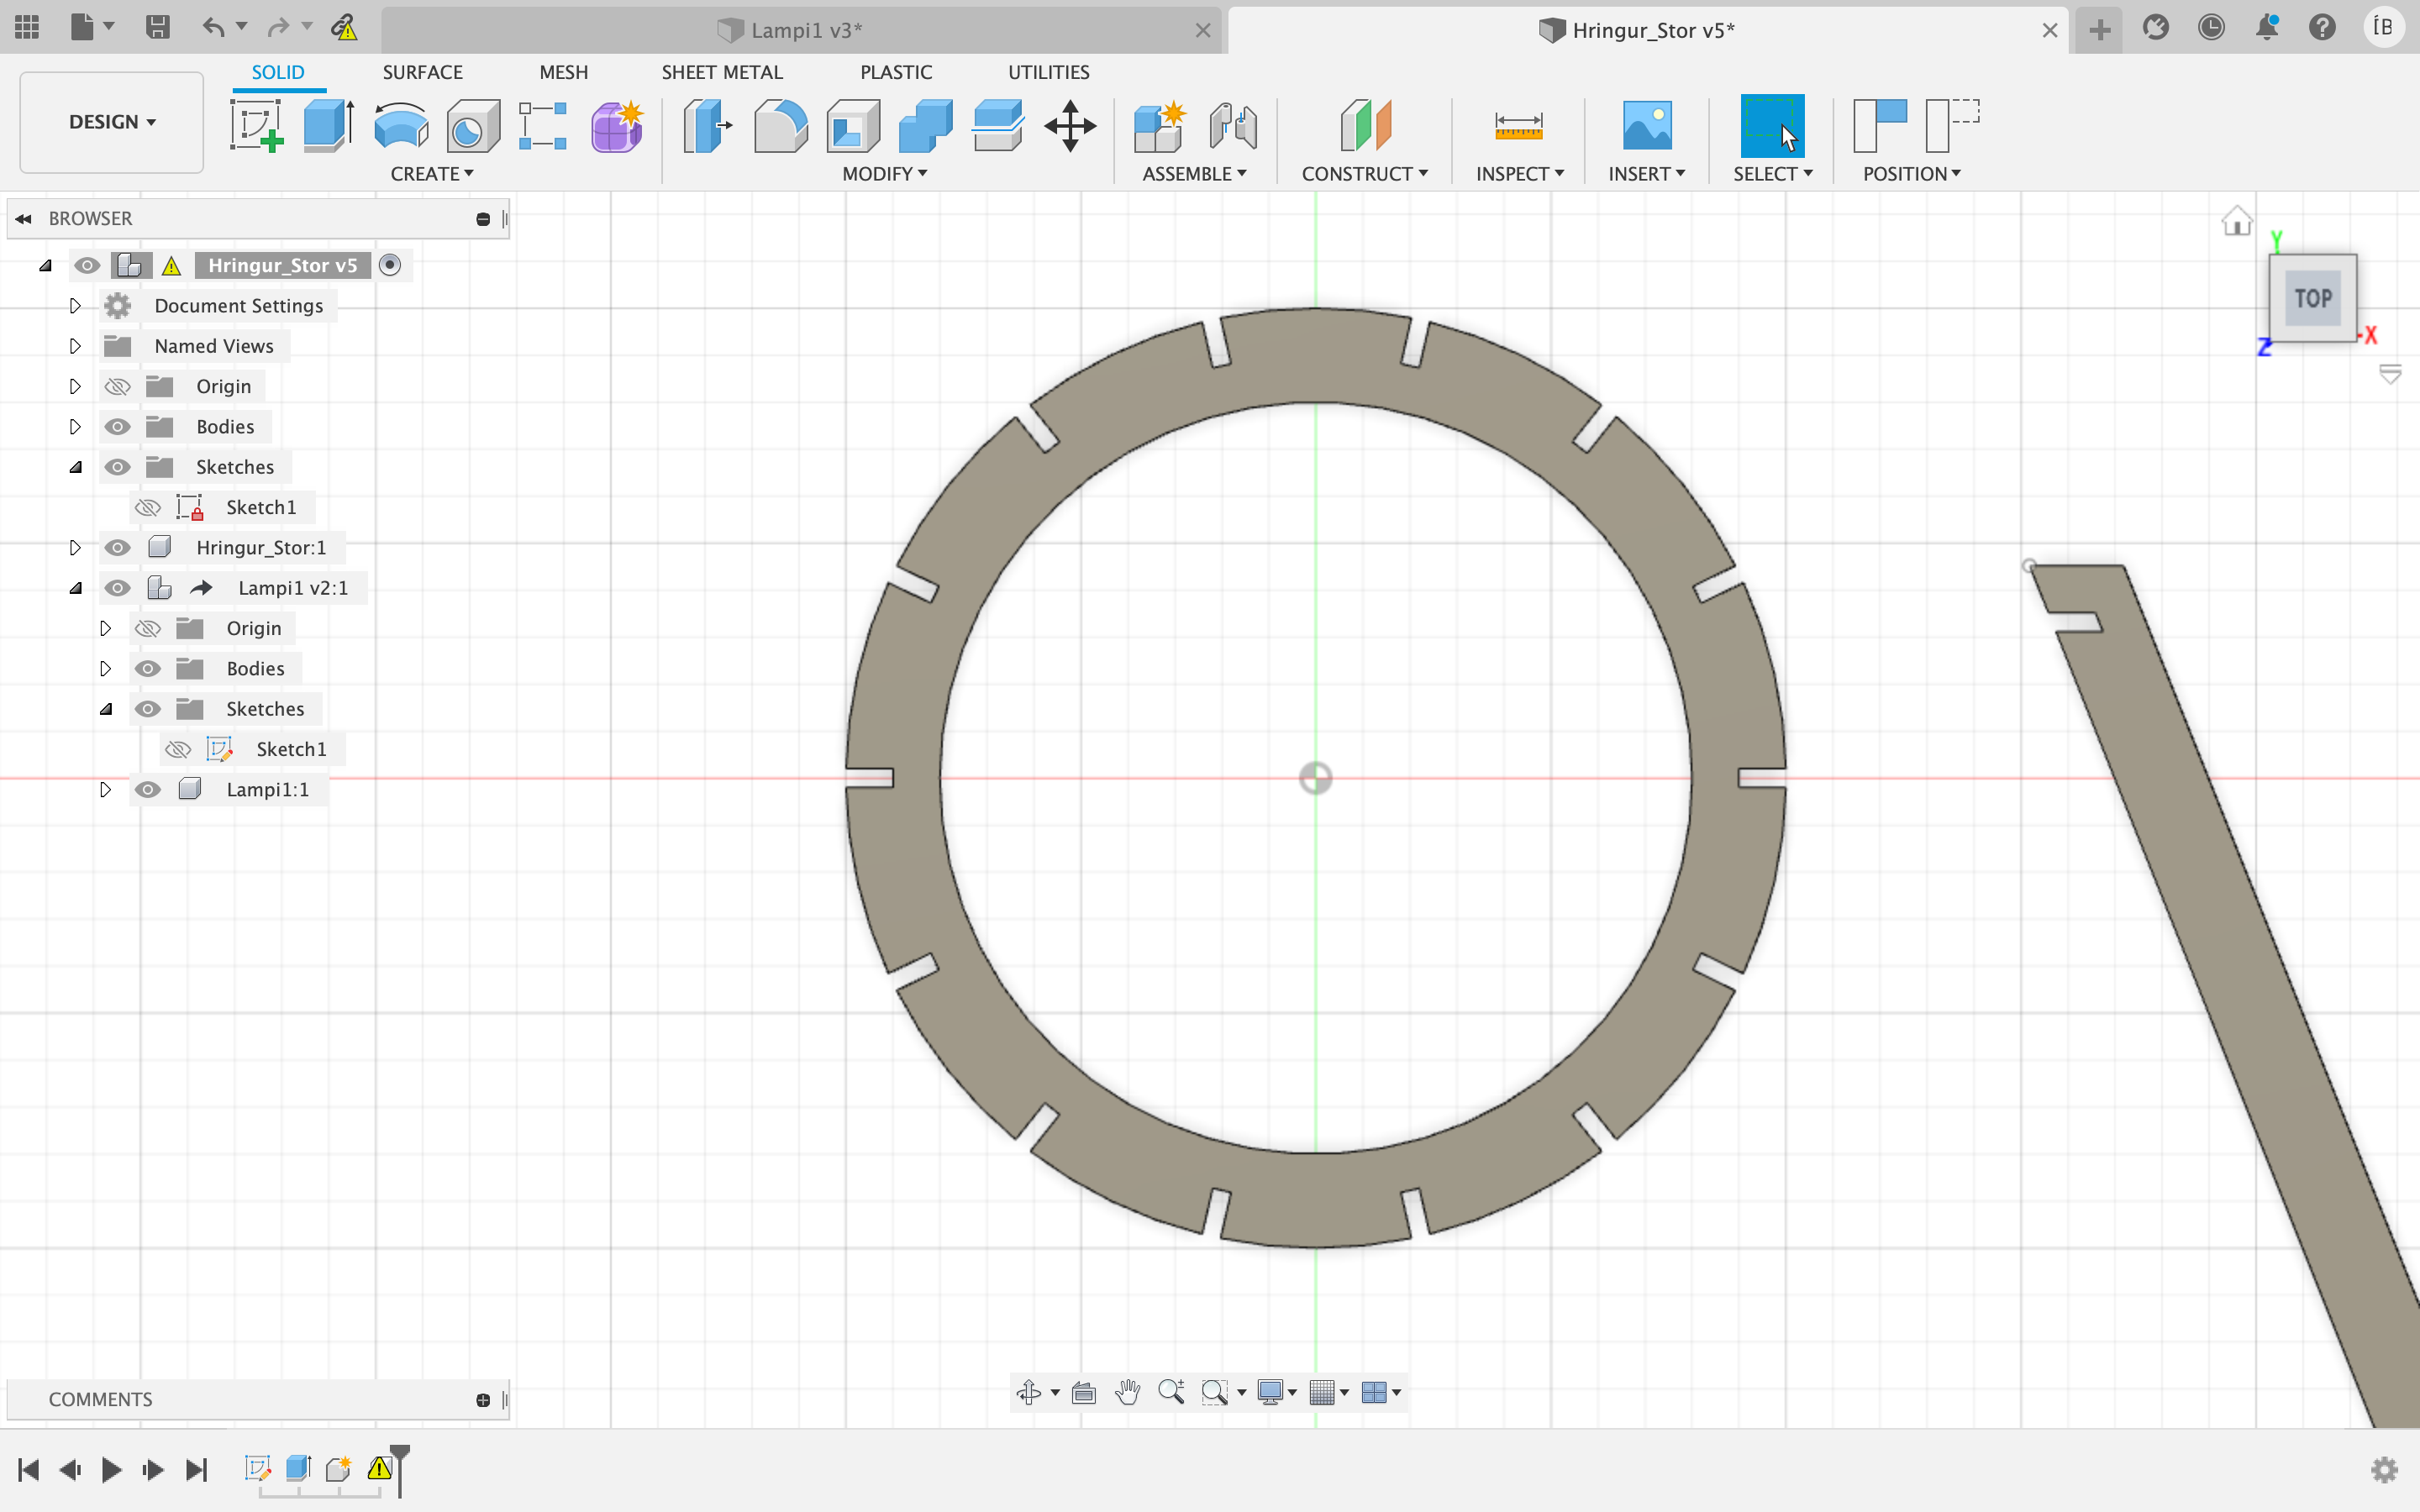 Lampi1 v3*
Hringur_Stor v5*
ÍB
SOLID
SURFACE
MESH
SHEET METAL
PLASTIC
UTILITIES
DESIGN
CREATE
MODIFY
ASSEMBLE
CONSTRUCT
INSPECT
INSERT
SELECT
POSITION
BROWSER
Hringur_Stor v5
Document Settings
Named Views
Origin
Bodies
Sketches
Sketch1
Hringur_Stor:1
Lampi1 v2:1
Origin
Bodies
Sketches
Sketch1
Lampi1:1
Y
TOP
X
Z
COMMENTS